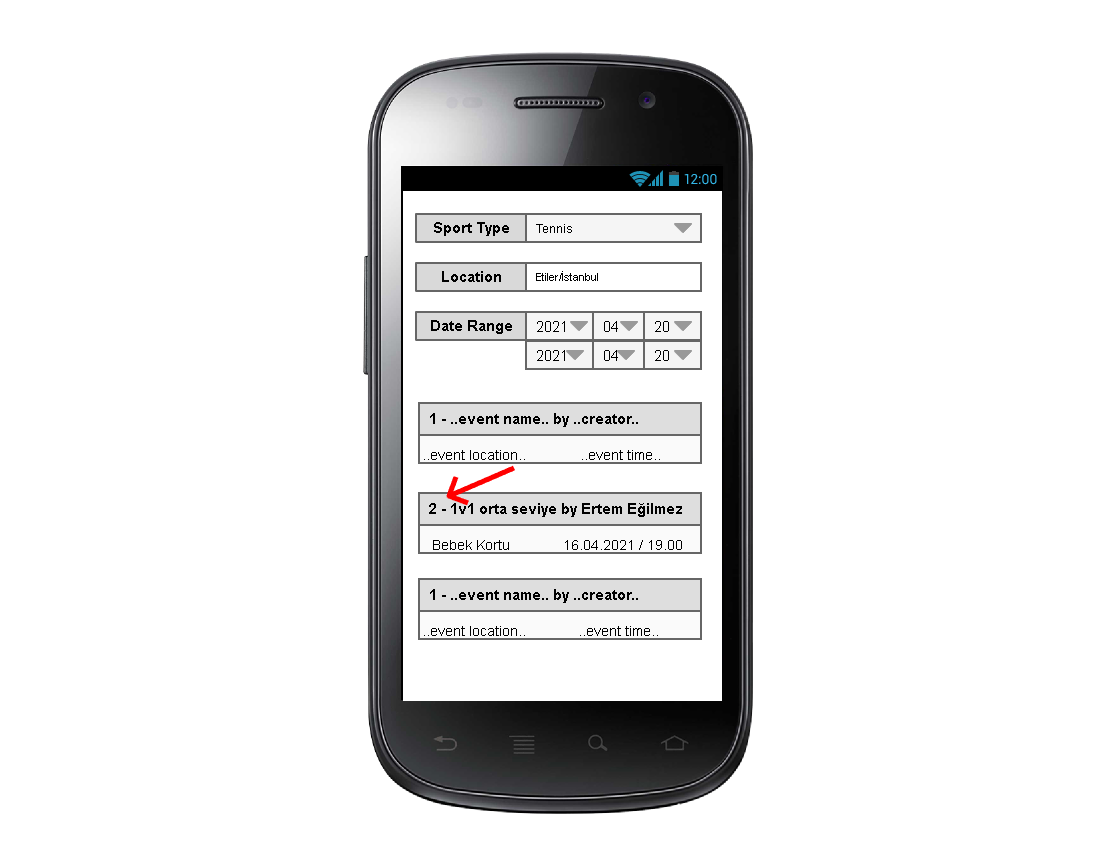 12:00
Sport Type Tennis
Location Etiler/İstanbul
Date Range 2021 04 20
2021 04 20
1 - ..event name.. by ..creator..
..event location.. ..event time..
2 - 1v1 orta seviye by Ertem Eğilmez
Bebek Kortu 16.04.2021 / 19.00
1 - ..event name.. by ..creator..
..event location.. ..event time..